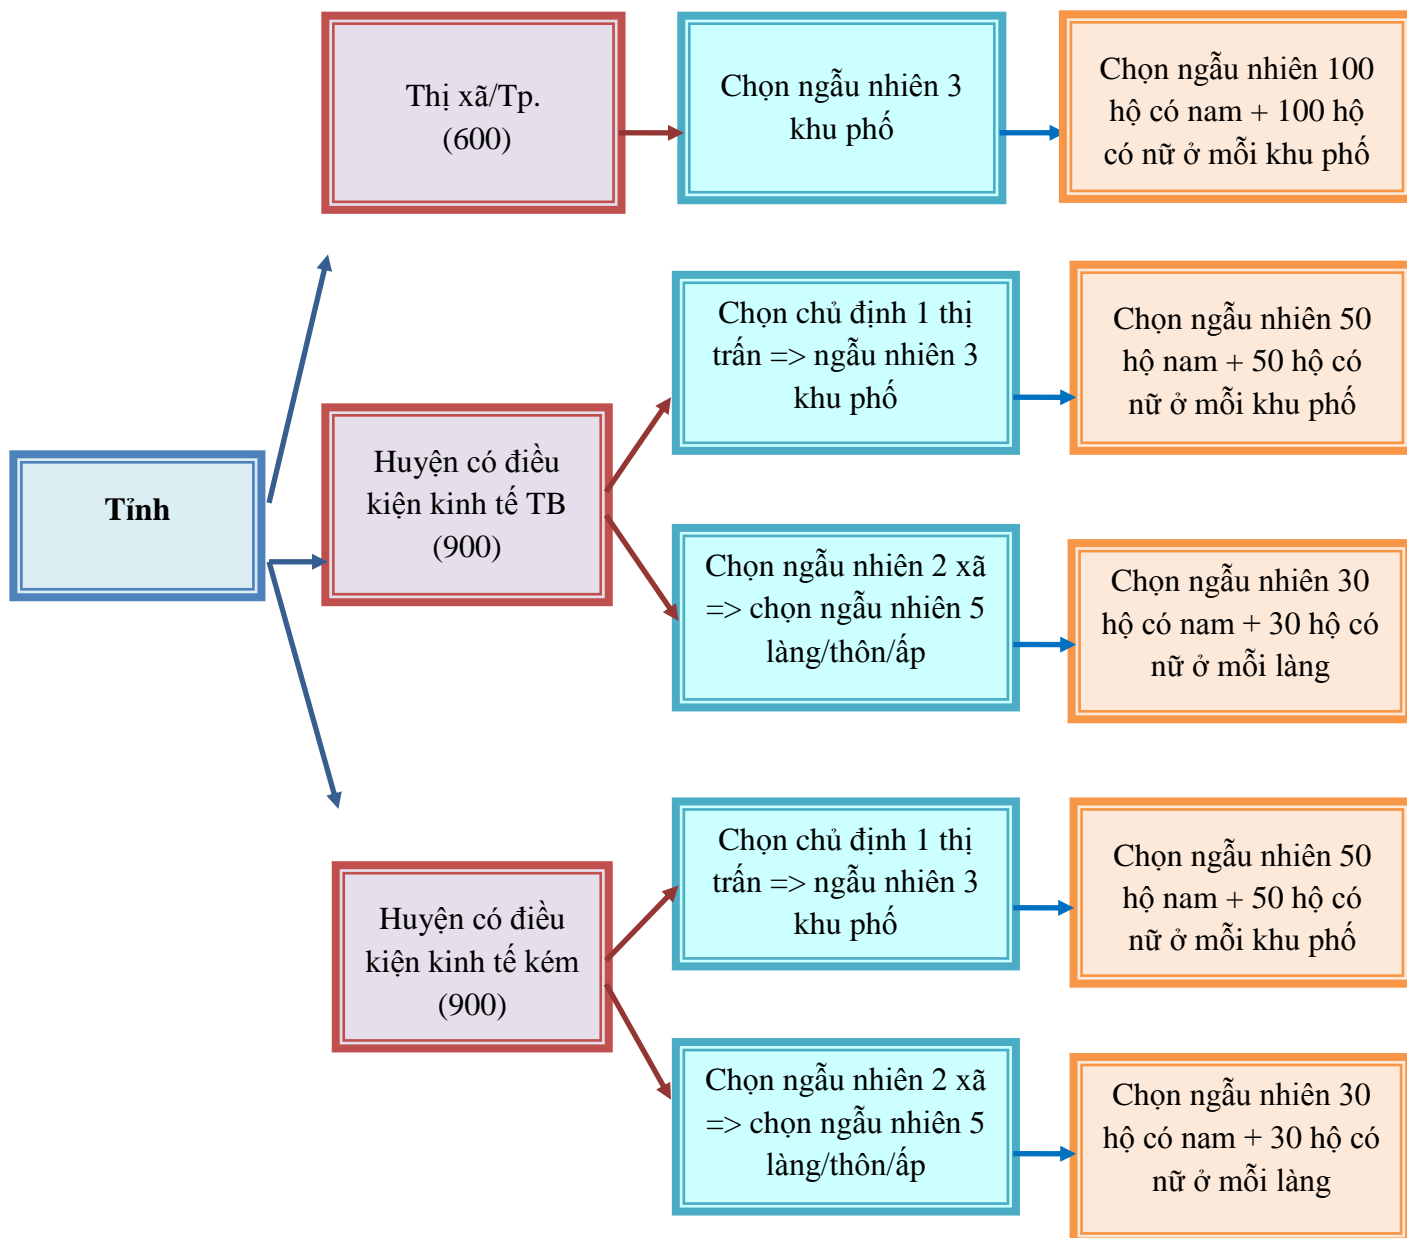 Thị xã/Tp.
(600)
Chọn ngẫu nhiên 3
khu phố
Chọn ngẫu nhiên 100
hộ có nam + 100 hộ
có nữ ở mỗi khu phố
Tỉnh
Huyện có điều
kiện kinh tế TB
(900)
Chọn chủ định 1 thị
trấn => ngẫu nhiên 3
khu phố
Chọn ngẫu nhiên 50
hộ nam + 50 hộ có
nữ ở mỗi khu phố
Chọn ngẫu nhiên 2 xã
=> chọn ngẫu nhiên 5
làng/thôn/ấp
Chọn ngẫu nhiên 30
hộ có nam + 30 hộ có
nữ ở mỗi làng
Huyện có điều
kiện kinh tế kém
(900)
Chọn chủ định 1 thị
trấn => ngẫu nhiên 3
khu phố
Chọn ngẫu nhiên 50
hộ nam + 50 hộ có
nữ ở mỗi khu phố
Chọn ngẫu nhiên 2 xã
=> chọn ngẫu nhiên 5
làng/thôn/ấp
Chọn ngẫu nhiên 30
hộ có nam + 30 hộ có
nữ ở mỗi làng